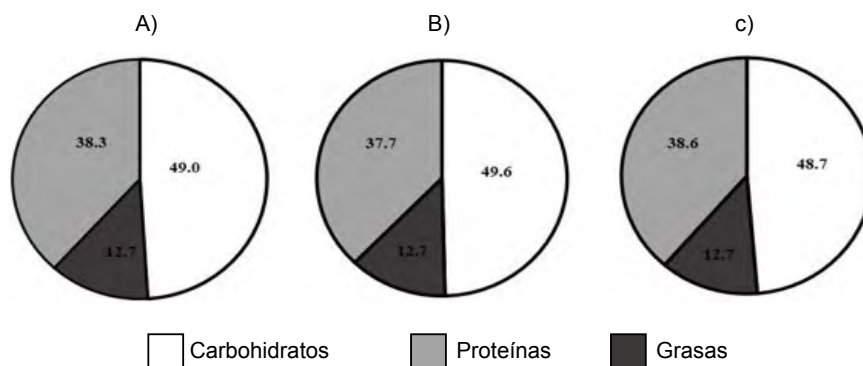 A) B) c)
38.3 49.0 12.7
37.7 49.6 12.7
38.6 48.7 12.7
Carbohidratos Proteínas Grasas